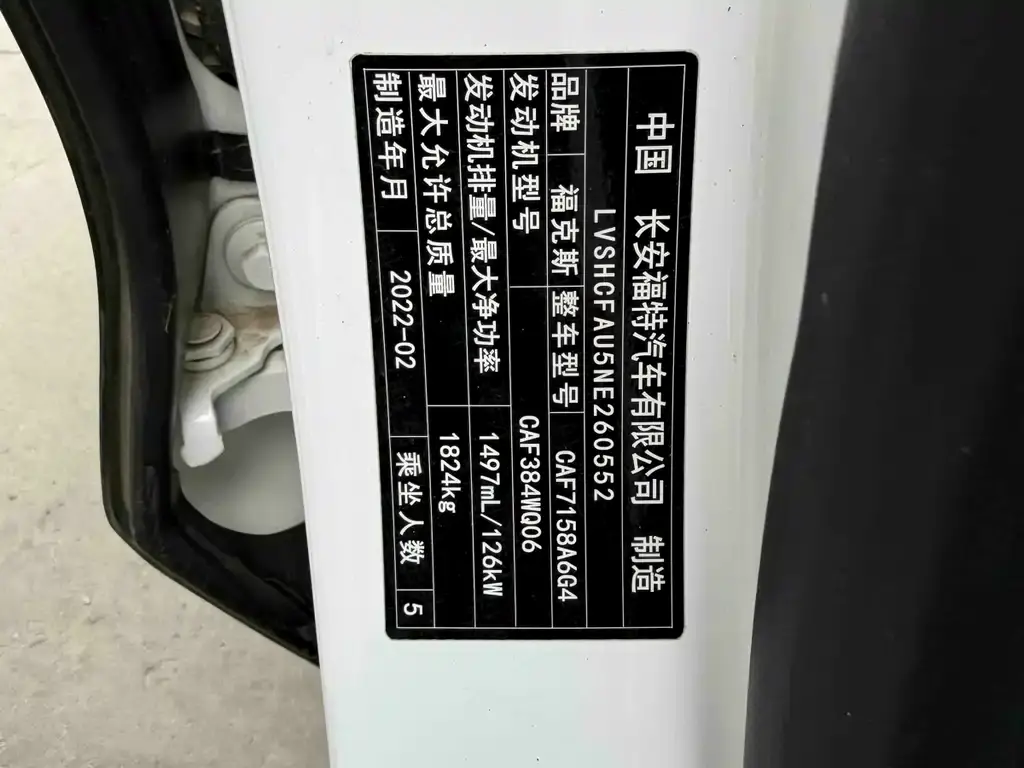 中国 长安福特汽车有限公司 制造
LVSHCFAU5NE260552
品牌 福克斯 整车型号 CAF7158A6G4
发动机型号 CAF384WQ06
发动机排量/最大净功率 1497mL/126kW
最大允许总质量 1824kg
制造年月 2022-02 乘坐人数 5